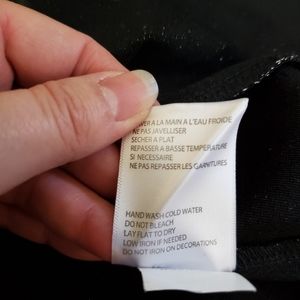 A LA MAIN A L'EAU FROIDE
NE PAS JAVELLISER
SECHER A PLAT
REPASSER A BASSE TEMPERATURE
SI NECESSAIRE
NE PAS REPASSER LES GARNITURES
HAND WASH COLD WATER
DO NOT BLEACH
LAY FLAT TO DRY
LOW IRON IF NEEDED
DO NOT IRON ON DECORATIONS